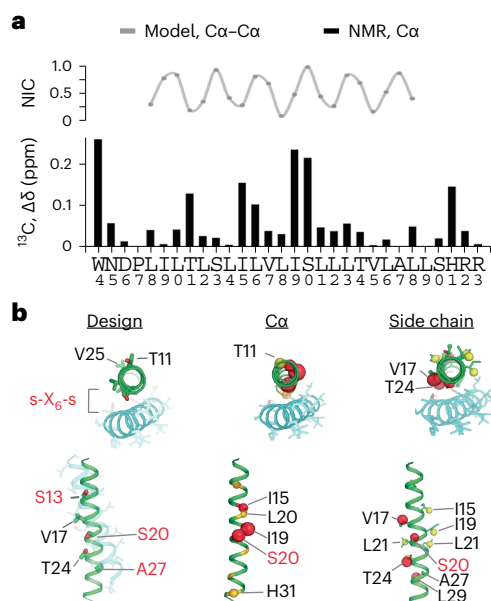 a
Model, Cα–Cα NMR, Cα
NIC
1.0
0.5
0
¹³C, Δδ (ppm)
0.2
0.1
0
WNDPLILTLSLILVLISLLLTVLALLSHRR
4 5 6 7 8 9 0 1 2 3 4 5 6 7 8 9 0 1 2 3 4 5 6 7 8 9 0 1 2 3
b
Design Cα Side chain
V25 T11 T11 V17
T24
s-X₆-s
S13
V17
S20
T24
A27
I15
L20
I19
S20
H31
V17 I15
I19
L21 L21
S20
T24 A27
L29